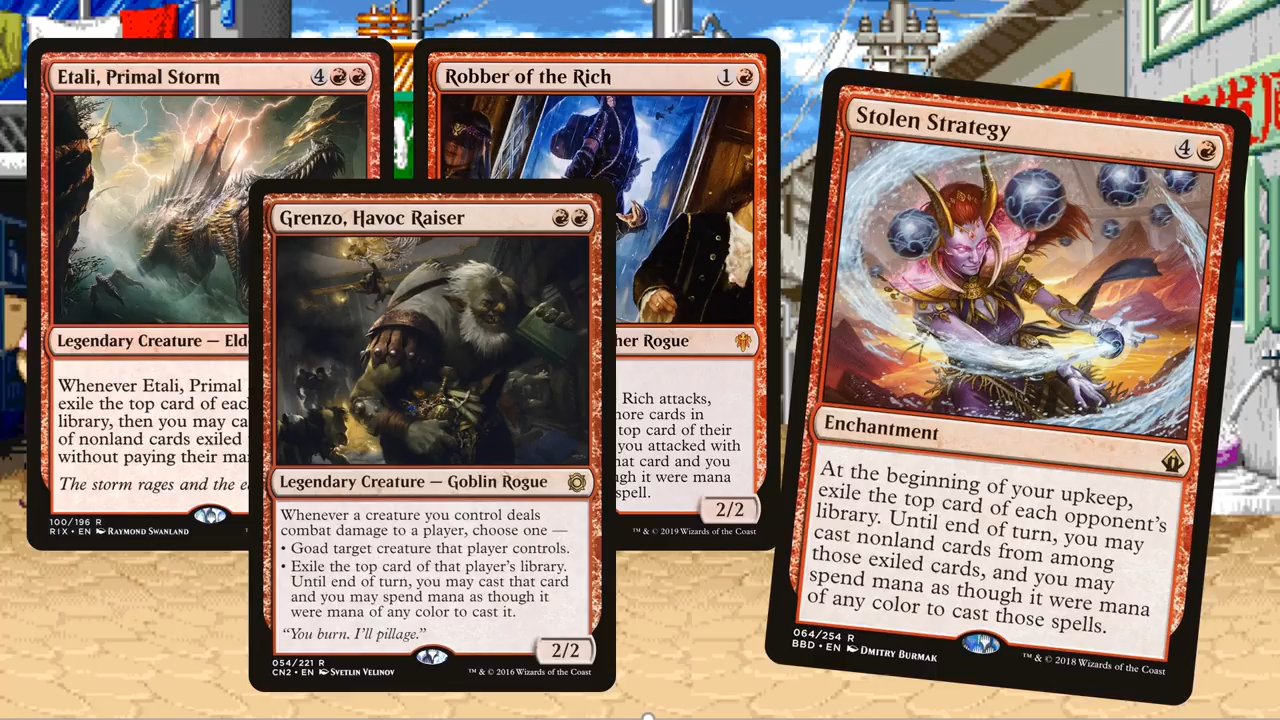 Etali, Primal Storm 4
Legendary Creature —
Whenever Etali, Primal
exile the top card of
library, then you may
of nonland cards exiled
without paying their
The storm rages and the
100/196 R
RIX • EN RAYMOND SWANLAND
Robber of the Rich 1
Rogue
Rich attacks,
cards in
top card of their
you attacked with
card and you
it were mana
spell.
2/2
™ & © 2019 Wizards of the Coast
Grenzo, Havoc Raiser
Legendary Creature — Goblin Rogue
Whenever a creature you control deals
combat damage to a player, choose one —
• Goad target creature that player controls.
• Exile the top card of that player's library.
Until end of turn, you may cast that card
and you may spend mana as though it
were mana of any color to cast it.
"You burn. I'll pillage."
2/2
054/221 R
CN2 • EN SVETLIN VELINOV
™ & © 2016 Wizards of the Coast
Stolen Strategy 4
Enchantment
At the beginning of your upkeep,
exile the top card of each opponent's
library. Until end of turn, you may
cast nonland cards from among
those exiled cards, and you may
spend mana as though it were mana
of any color to cast those spells.
064/254 R
BBD • EN DMITRY BURMAK
™ & © 2018 Wizards of the Coast